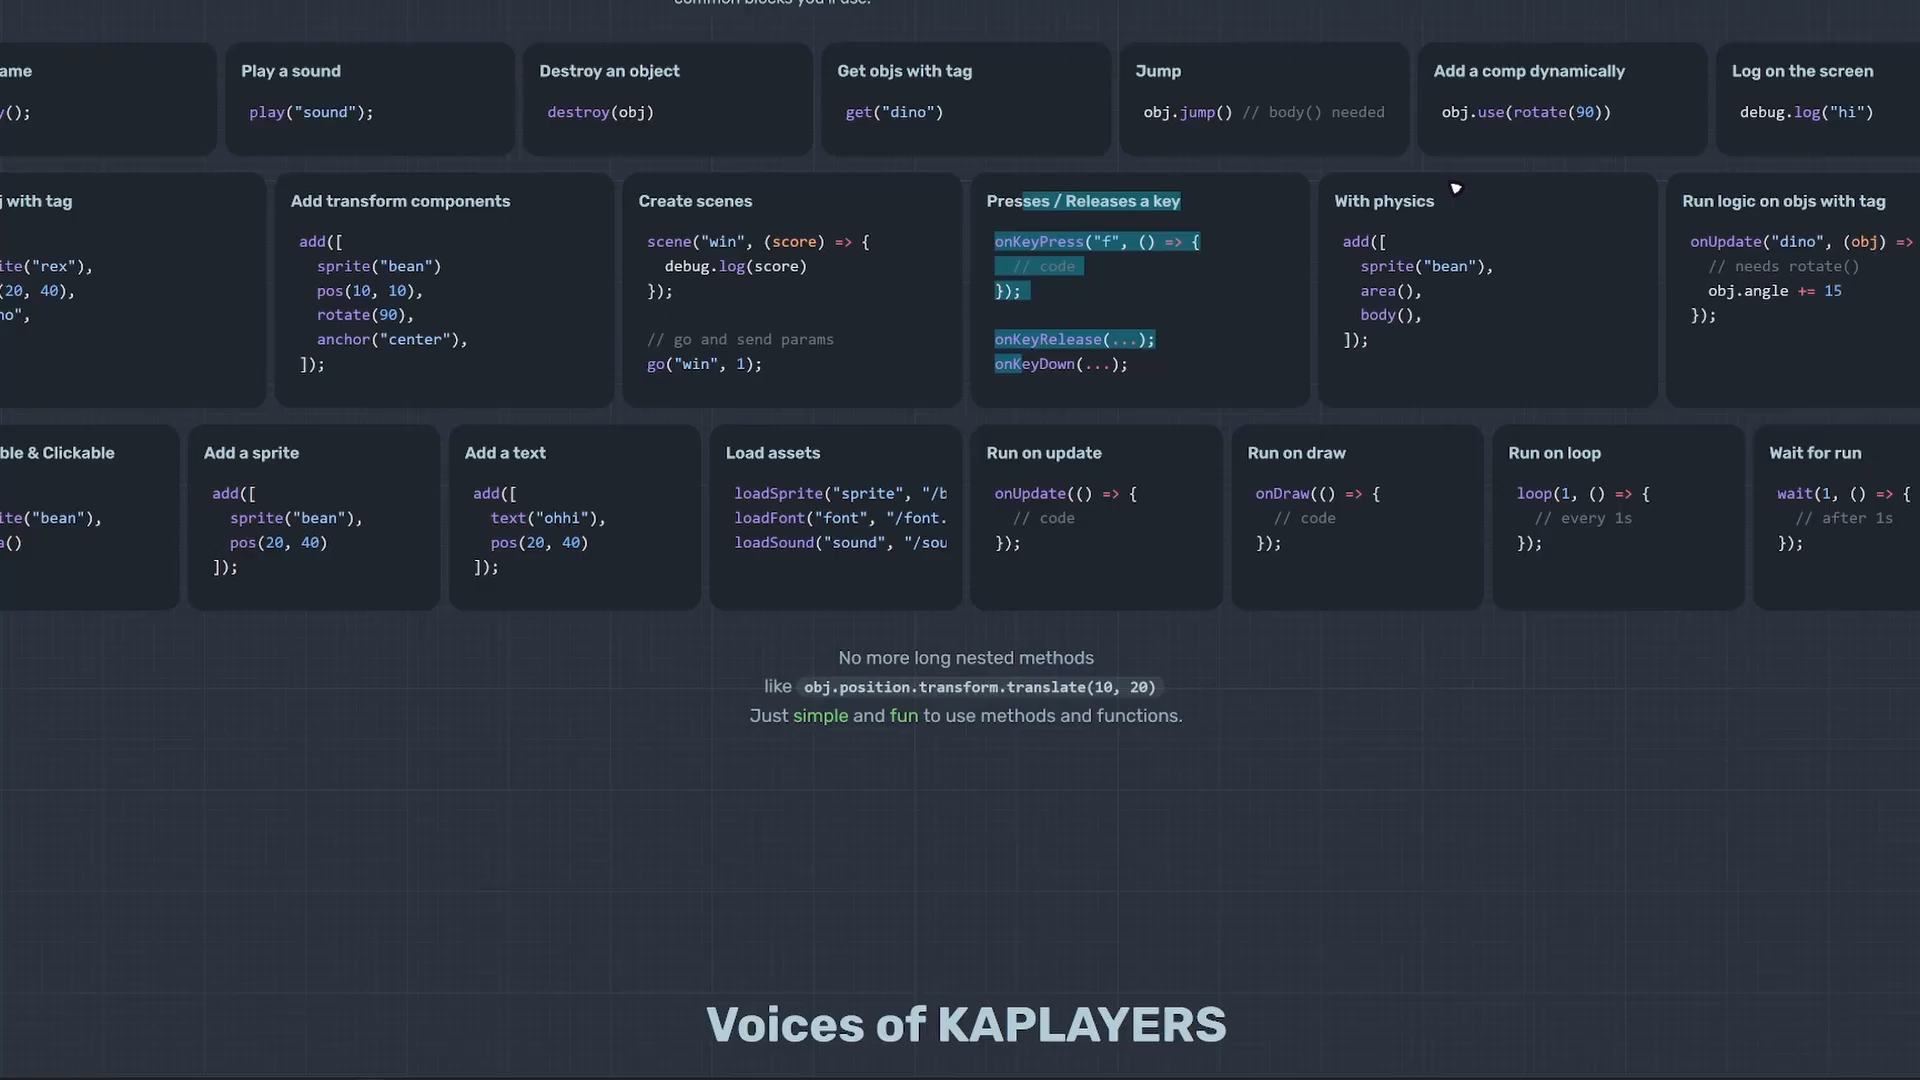 common blocks you'll use.
ame
y();
Play a sound
play("sound");
Destroy an object
destroy(obj)
Get objs with tag
get("dino")
Jump
obj.jump() // body() needed
Add a comp dynamically
obj.use(rotate(90))
Log on the screen
debug.log("hi")
j with tag
ite("rex"),
(20, 40),
no",
Add transform components
add([
sprite("bean")
pos(10, 10),
rotate(90),
anchor("center"),
]);
Create scenes
scene("win", (score) => {
debug.log(score)
});
// go and send params
go("win", 1);
Presses / Releases a key
onKeyPress("f", () => {
// code
});
onKeyRelease(...);
onKeyDown(...);
With physics
add([
sprite("bean"),
area(),
body(),
]);
Run logic on objs with tag
onUpdate("dino", (obj) =>
// needs rotate()
obj.angle += 15
});
ble & Clickable
ite("bean"),
a()
Add a sprite
add([
sprite("bean"),
pos(20, 40)
]);
Add a text
add([
text("ohhi"),
pos(20, 40)
]);
Load assets
loadSprite("sprite", "/b
loadFont("font", "/font.
loadSound("sound", "/sou
Run on update
onUpdate(() => {
// code
});
Run on draw
onDraw(() => {
// code
});
Run on loop
loop(1, () => {
// every 1s
});
Wait for run
wait(1, () => {
// after 1s
});
No more long nested methods
like obj.position.transform.translate(10, 20)
Just simple and fun to use methods and functions.
Voices of KAPLAYERS